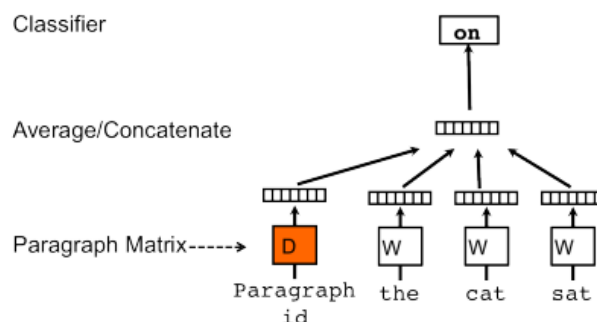 Classifier
on
Average/Concatenate
Paragraph Matrix
D W W W
Paragraph the cat sat
id